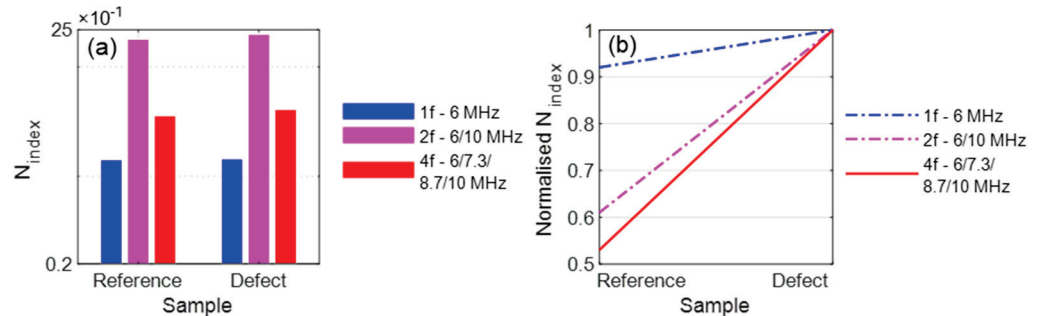 ×10⁻¹
25
(a)
N_index
0.2
Reference
Defect
Sample
1f - 6 MHz
2f - 6/10 MHz
4f - 6/7.3/
8.7/10 MHz
1
(b)
0.9
0.8
0.7
0.6
0.5
Normalised N_index
Reference
Defect
Sample
1f - 6 MHz
2f - 6/10 MHz
4f - 6/7.3/
8.7/10 MHz